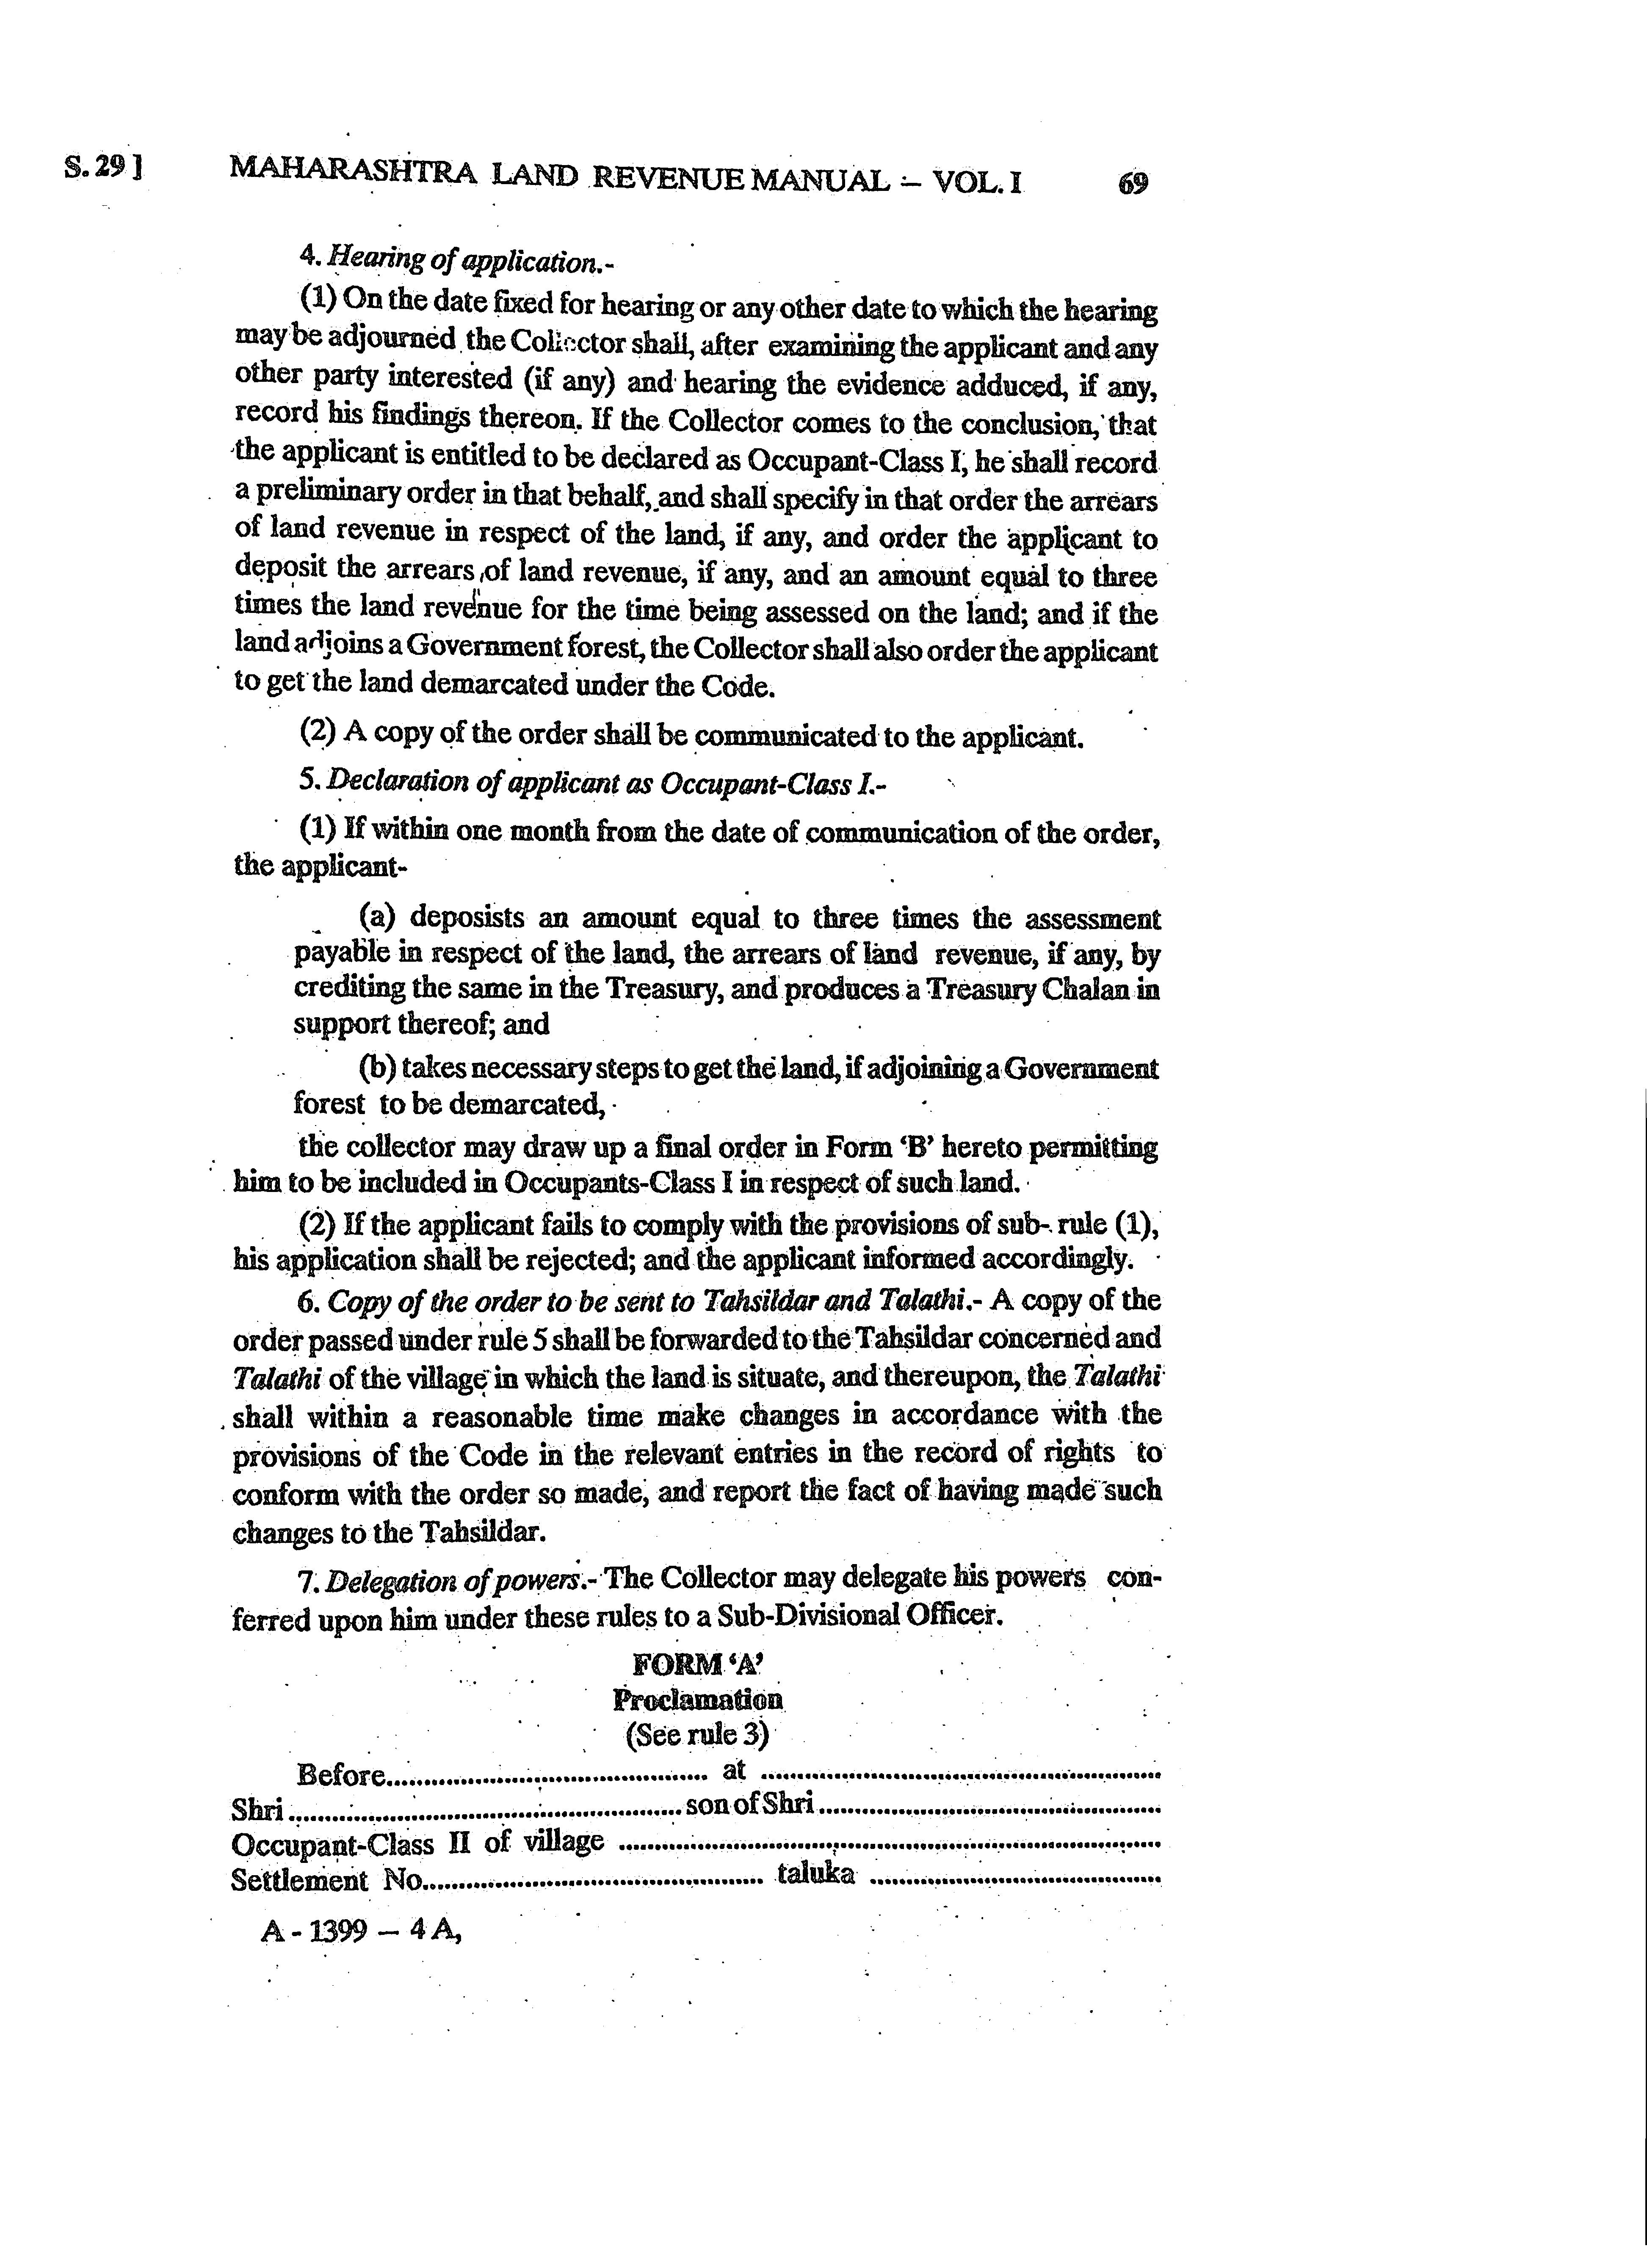 S. 29 ] MAHARASHTRA LAND REVENUE MANUAL – VOL. I 69
4. Hearing of application.-
(1) On the date fixed for hearing or any other date to which the hearing
may be adjourned the Collector shall, after examining the applicant and any
other party interested (if any) and hearing the evidence adduced, if any,
record his findings thereon. If the Collector comes to the conclusion, that
the applicant is entitled to be declared as Occupant-Class I, he shall record
a preliminary order in that behalf, and shall specify in that order the arrears
of land revenue in respect of the land, if any, and order the applicant to
deposit the arrears of land revenue, if any, and an amount equal to three
times the land revenue for the time being assessed on the land; and if the
land adjoins a Government forest, the Collector shall also order the applicant
to get the land demarcated under the Code.
(2) A copy of the order shall be communicated to the applicant.
5. Declaration of applicant as Occupant-Class I.-
(1) If within one month from the date of communication of the order,
the applicant-
(a) deposists an amount equal to three times the assessment
payable in respect of the land, the arrears of land revenue, if any, by
crediting the same in the Treasury, and produces a Treasury Chalan in
support thereof; and
(b) takes necessary steps to get the land, if adjoining a Government
forest to be demarcated,
the collector may draw up a final order in Form ‘B’ hereto permitting
him to be included in Occupants-Class I in respect of such land.
(2) If the applicant fails to comply with the provisions of sub- rule (1),
his application shall be rejected; and the applicant informed accordingly.
6. Copy of the order to be sent to Tahsildar and Talathi.- A copy of the
order passed under rule 5 shall be forwarded to the Tahsildar concerned and
Talathi of the village in which the land is situate, and thereupon, the Talathi
shall within a reasonable time make changes in accordance with the
provisions of the Code in the relevant entries in the record of rights to
conform with the order so made, and report the fact of having made such
changes to the Tahsildar.
7. Delegation of powers.- The Collector may delegate his powers con-
ferred upon him under these rules to a Sub-Divisional Officer.
FORM ‘A’
Proclamation
(See rule 3)
Before.......................................... at .....................................................
Shri .................................................... son of Shri .............................................
Occupant-Class II of village ........................................................................
Settlement No............................................. taluka ......................................
A - 1399 – 4 A,